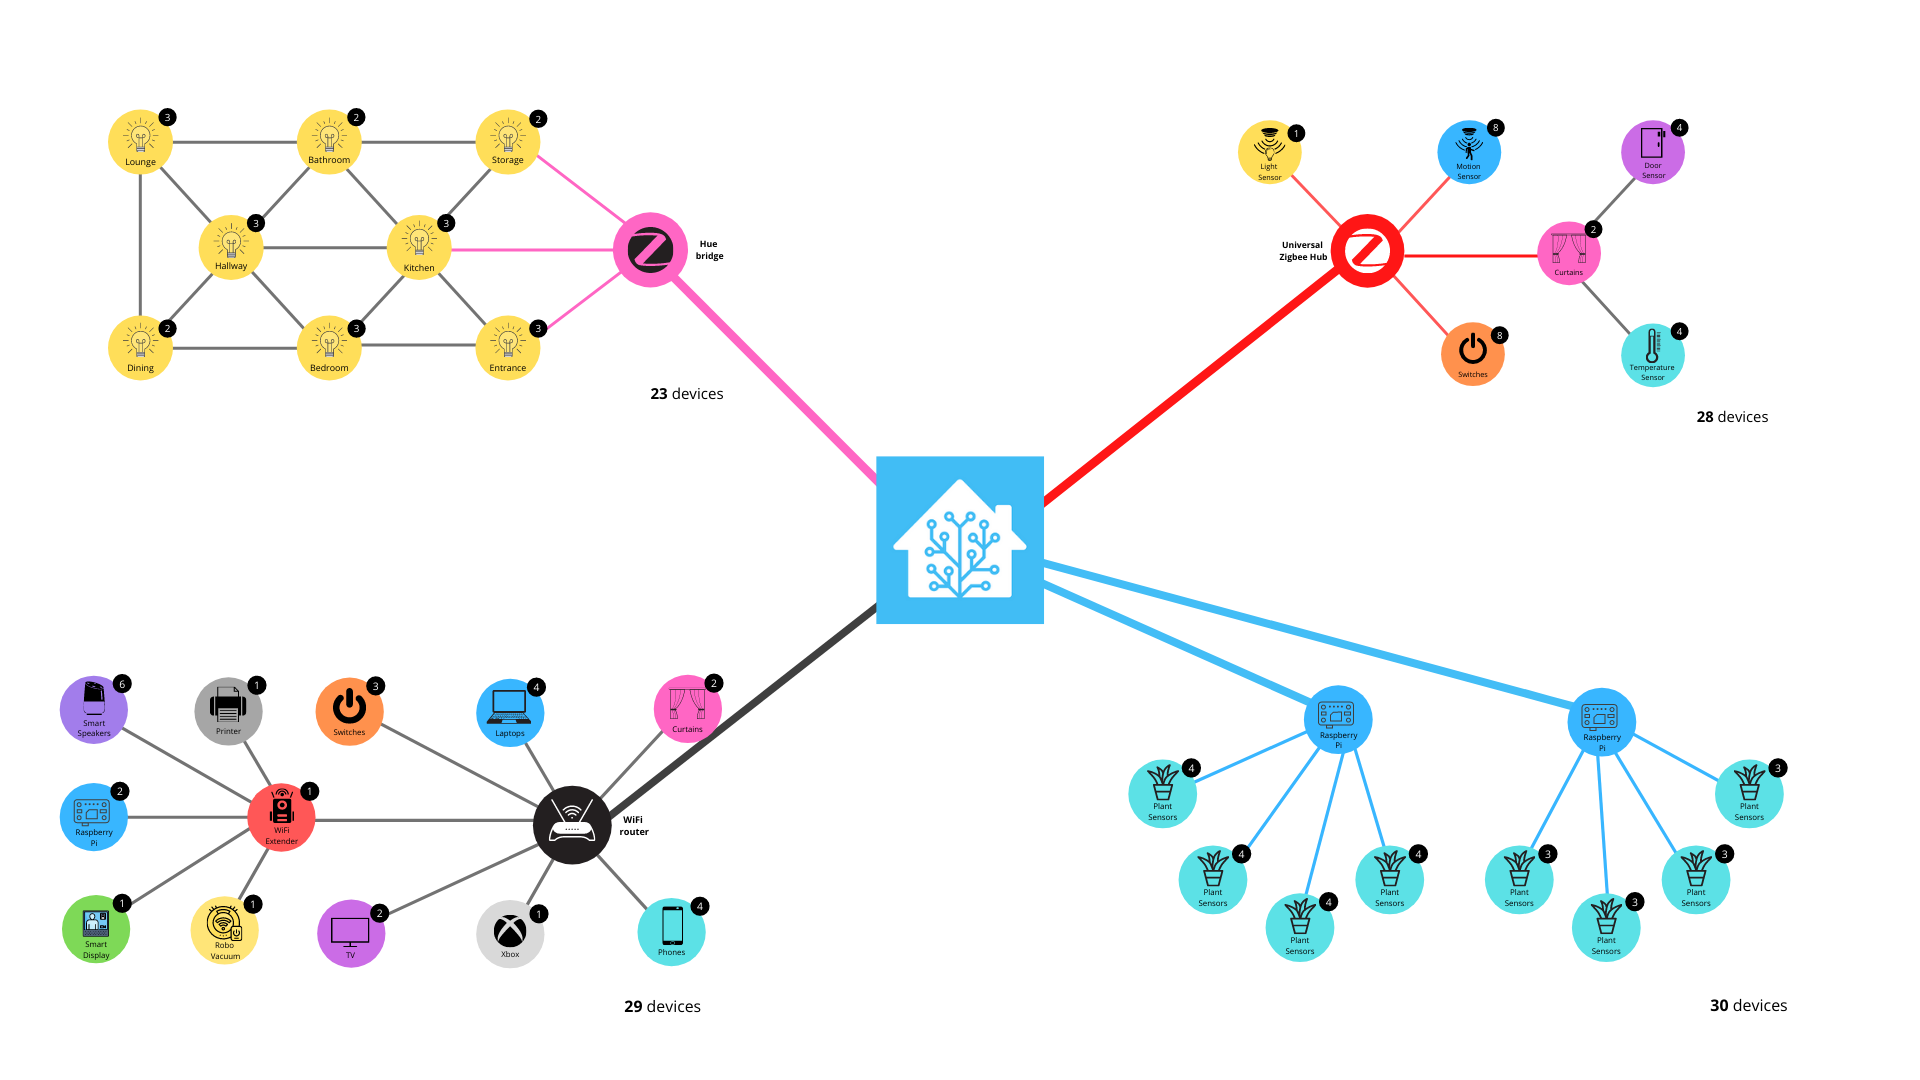 3
Lounge
2
Bathroom
2
Storage
3
Hallway
3
Kitchen
2
Dining
3
Bedroom
3
Entrance
Hue
bridge
23 devices
1
Light
Sensor
8
Motion
Sensor
4
Door
Sensor
Universal
Zigbee Hub
2
Curtains
8
Switches
4
Temperature
Sensor
28 devices
6
Smart
Speakers
1
Printer
3
Switches
4
Laptops
2
Curtains
2
Raspberry
Pi
1
WiFi
Extender
WiFi
router
1
Smart
Display
1
Robo
Vacuum
2
TV
1
Xbox
4
Phones
29 devices
Raspberry
Pi
4
Plant
Sensors
4
Plant
Sensors
4
Plant
Sensors
4
Plant
Sensors
Raspberry
Pi
3
Plant
Sensors
3
Plant
Sensors
3
Plant
Sensors
3
Plant
Sensors
30 devices